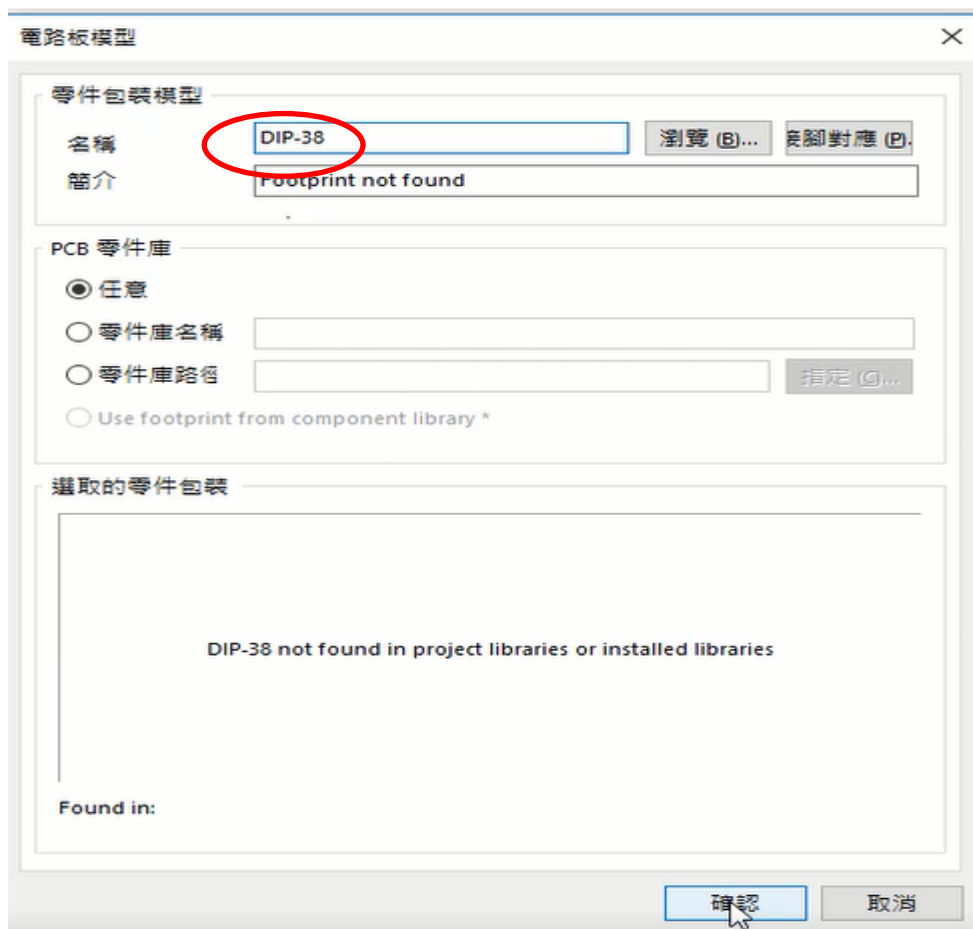 電路板模型
零件包裝模型
名稱 DIP-38 瀏覽 (B)... 接腳對應 (P).
簡介 Footprint not found
PCB 零件庫
任意
零件庫名稱
零件庫路徑 指定 (G)...
Use footprint from component library *
選取的零件包裝
DIP-38 not found in project libraries or installed libraries
Found in:
確認 取消